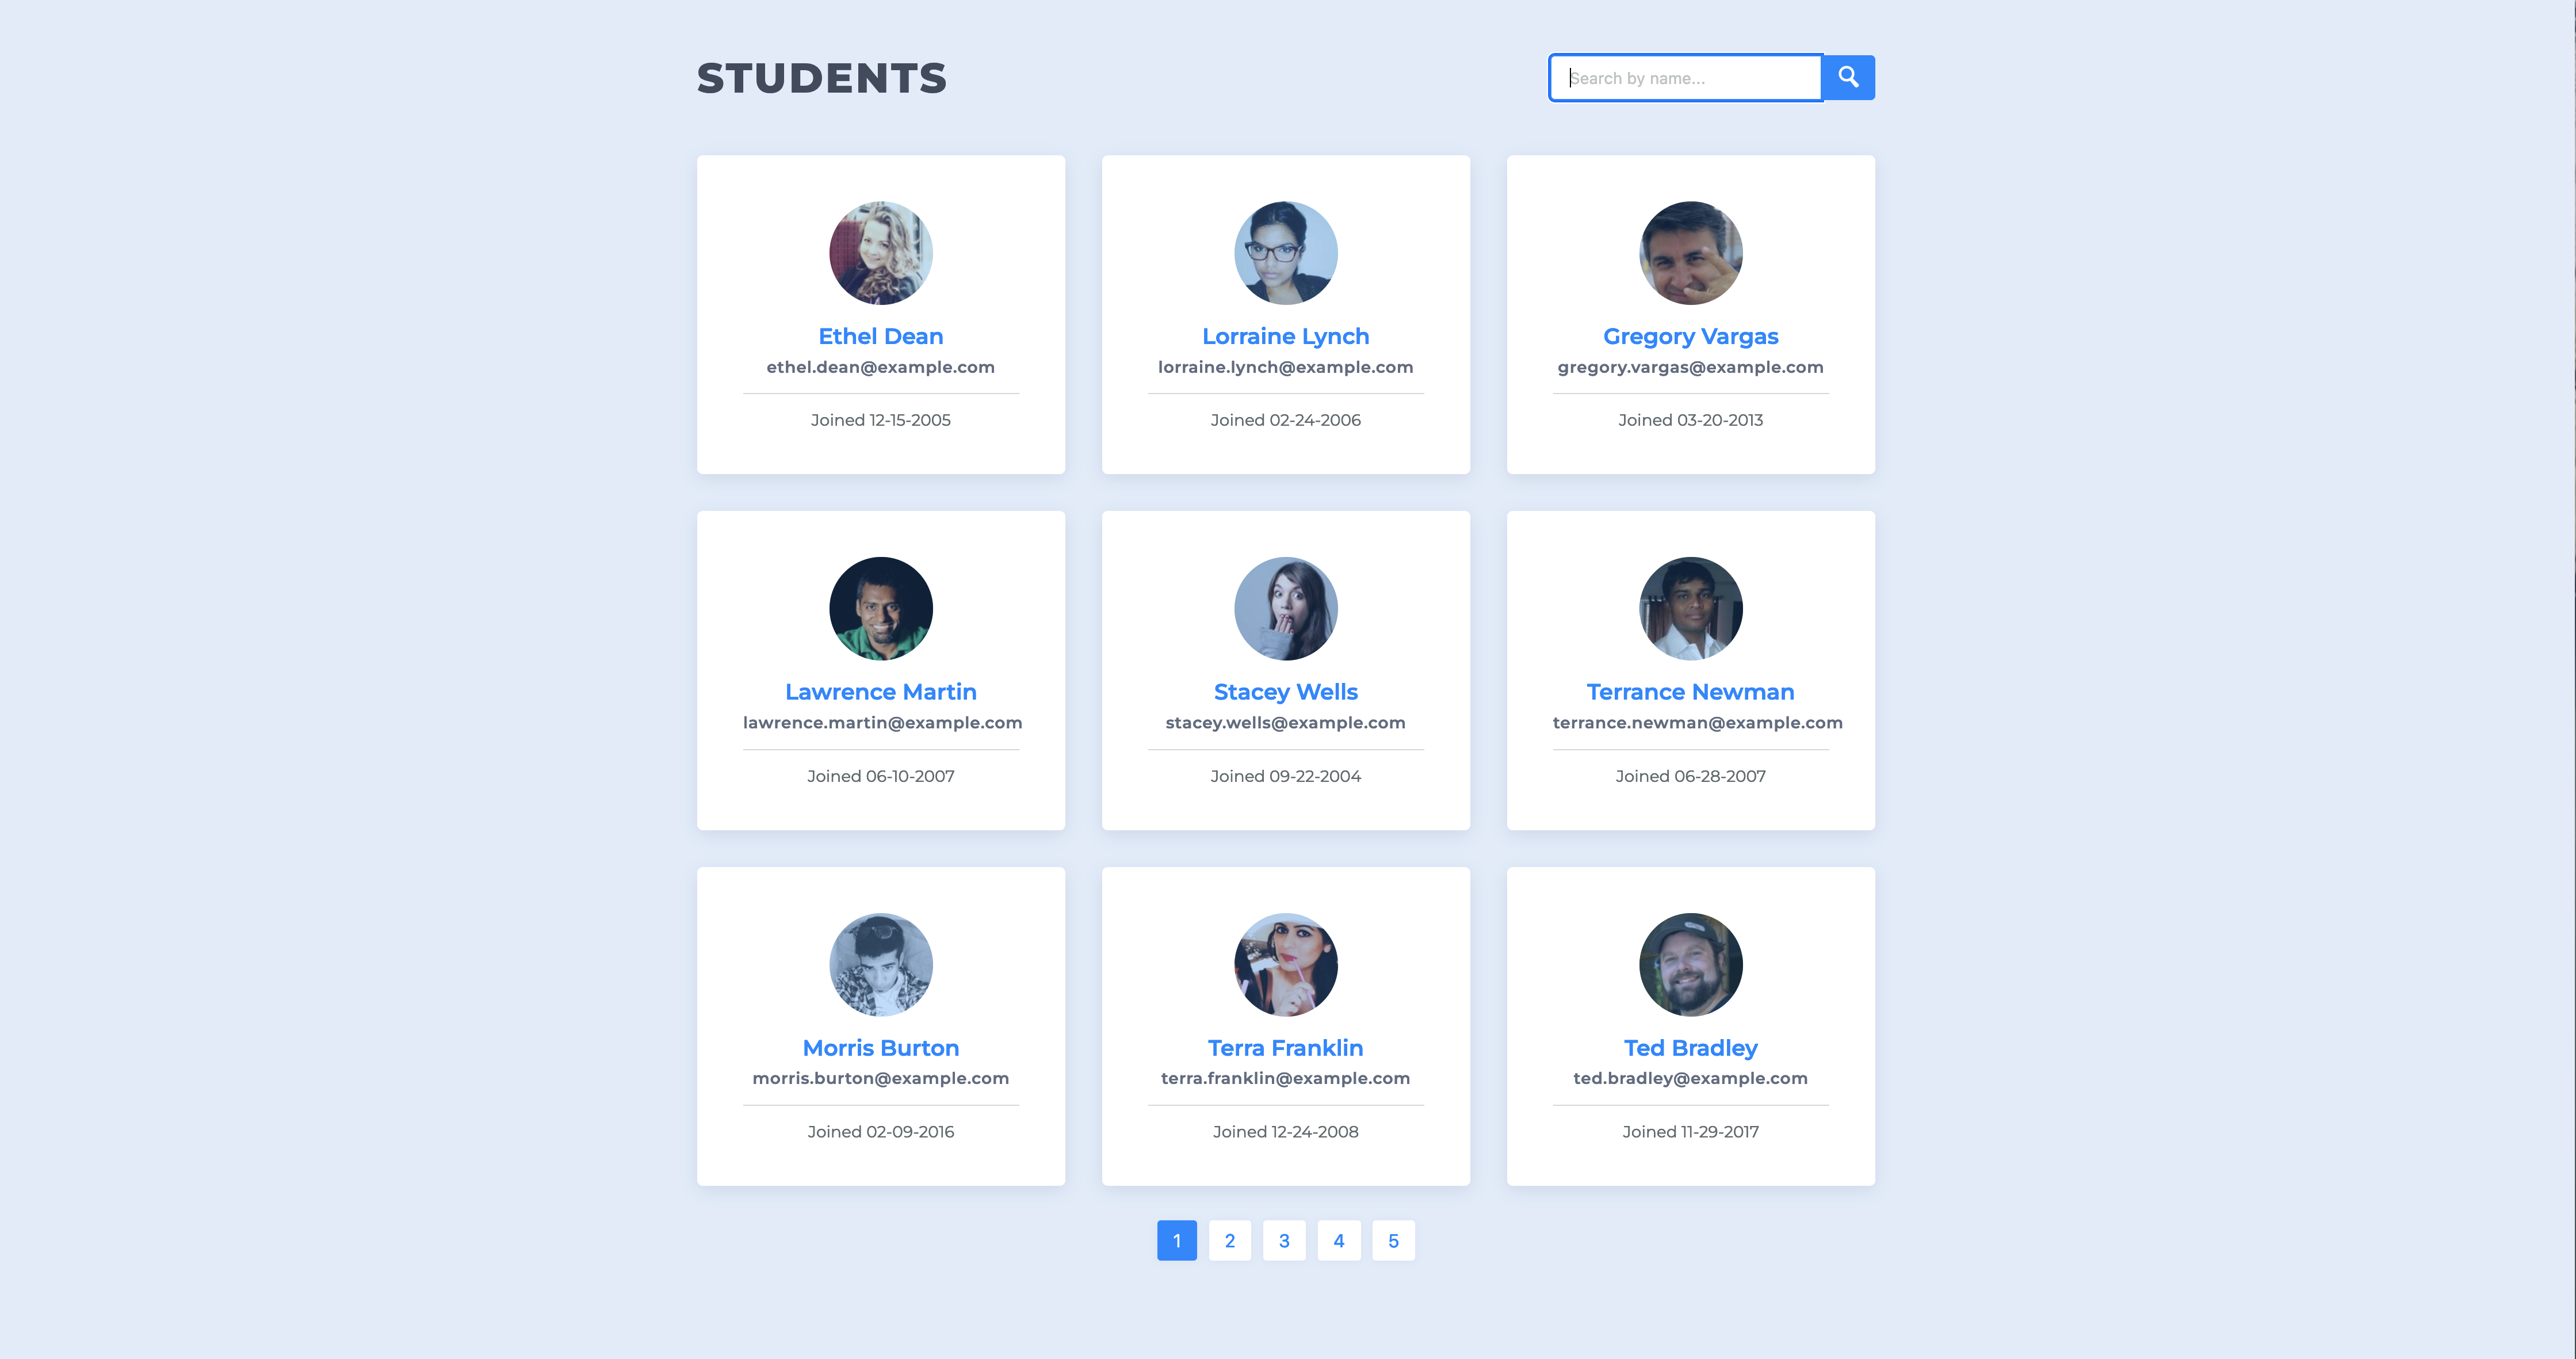 STUDENTS
Search by name...
Ethel Dean
ethel.dean@example.com
Joined 12-15-2005
Lorraine Lynch
lorraine.lynch@example.com
Joined 02-24-2006
Gregory Vargas
gregory.vargas@example.com
Joined 03-20-2013
Lawrence Martin
lawrence.martin@example.com
Joined 06-10-2007
Stacey Wells
stacey.wells@example.com
Joined 09-22-2004
Terrance Newman
terrance.newman@example.com
Joined 06-28-2007
Morris Burton
morris.burton@example.com
Joined 02-09-2016
Terra Franklin
terra.franklin@example.com
Joined 12-24-2008
Ted Bradley
ted.bradley@example.com
Joined 11-29-2017
1 2 3 4 5